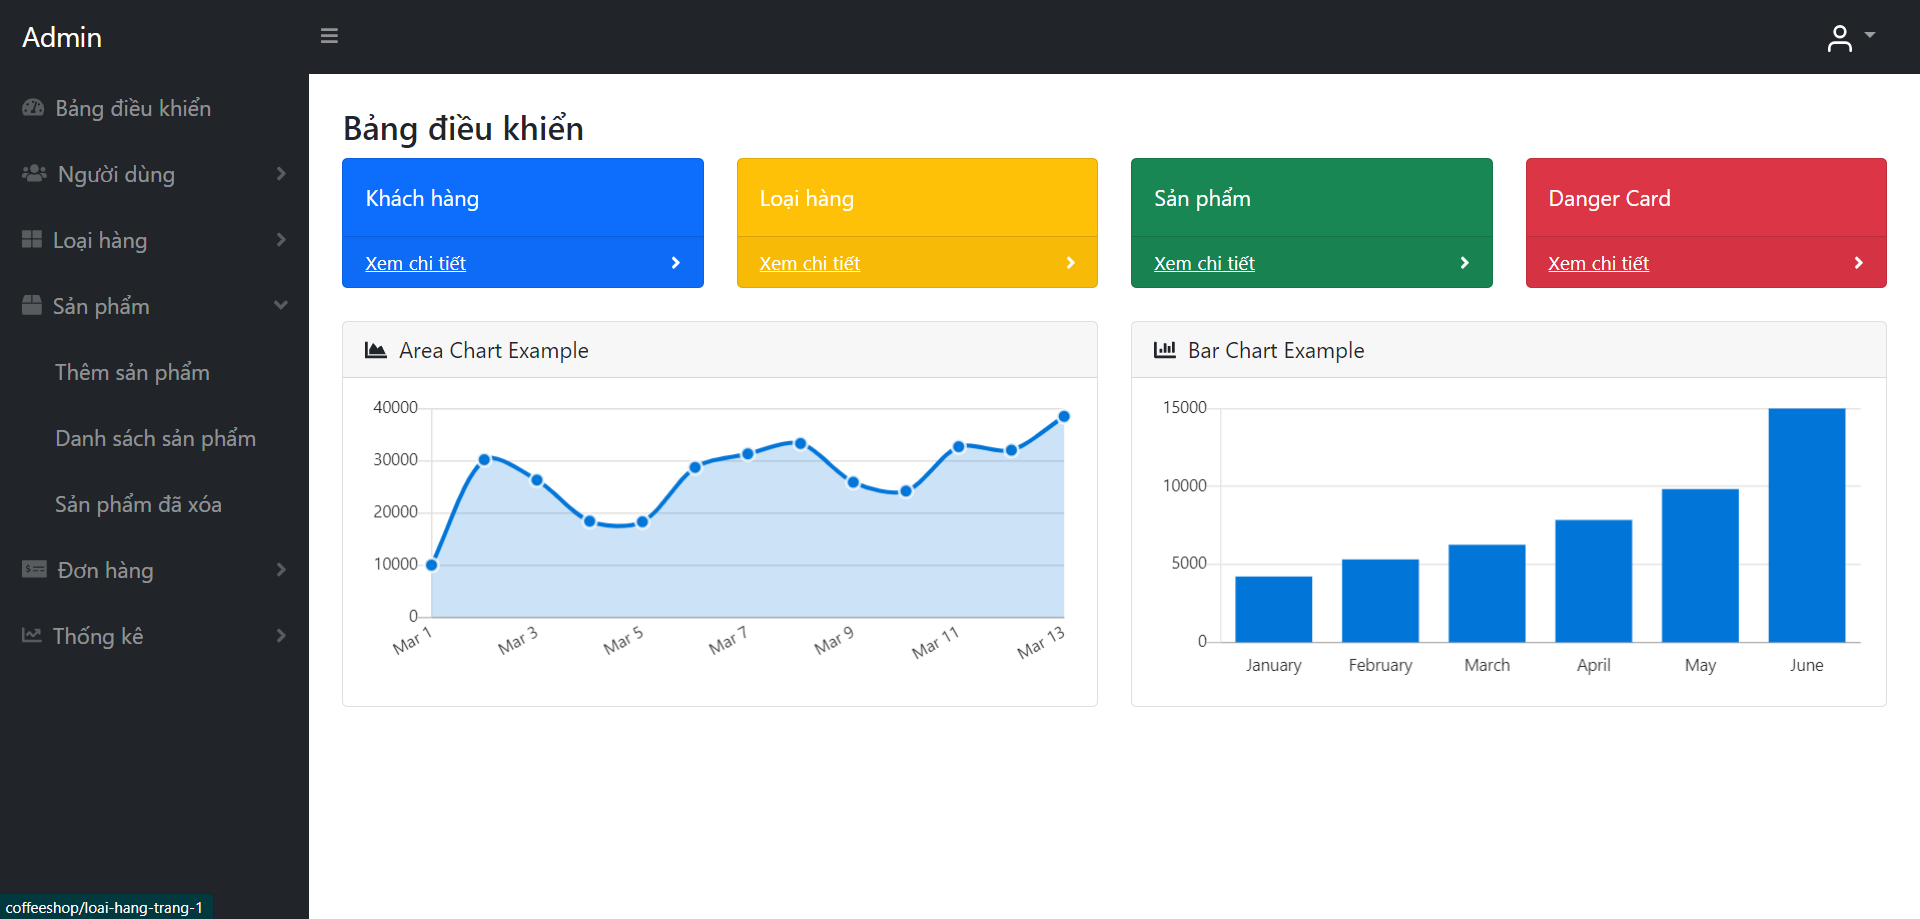 Admin
Bảng điều khiển
Người dùng
Loại hàng
Sản phẩm
Thêm sản phẩm
Danh sách sản phẩm
Sản phẩm đã xóa
Đơn hàng
Thống kê
Bảng điều khiển
Khách hàng
Xem chi tiết
Loại hàng
Xem chi tiết
Sản phẩm
Xem chi tiết
Danger Card
Xem chi tiết
Area Chart Example
40000
30000
20000
10000
0
Mar 1 Mar 3 Mar 5 Mar 7 Mar 9 Mar 11 Mar 13
Bar Chart Example
15000
10000
5000
0
January February March April May June
coffeeshop/loai-hang-trang-1